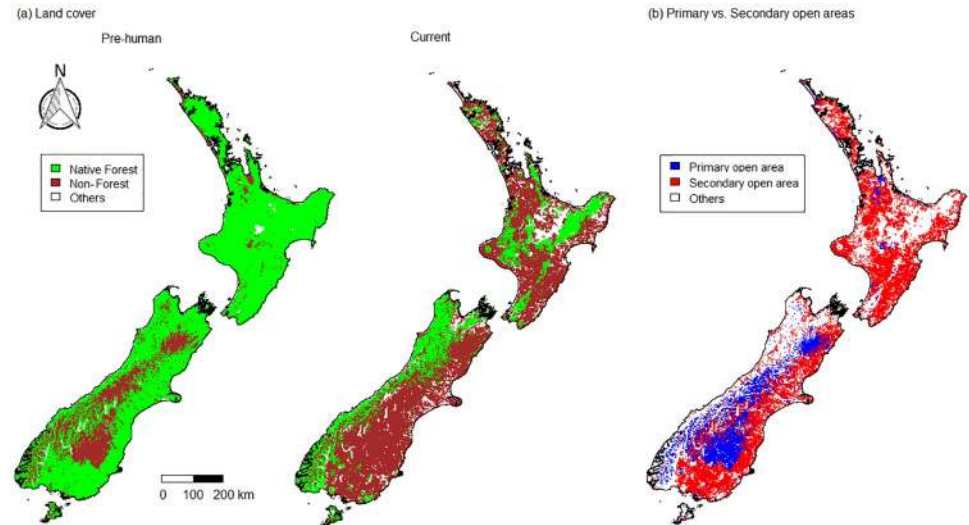 (a) Land cover
(b) Primary vs. Secondary open areas
Pre-human
Current
N
Native Forest
Non-Forest
Others
Primary open area
Secondary open area
Others
0 100 200 km